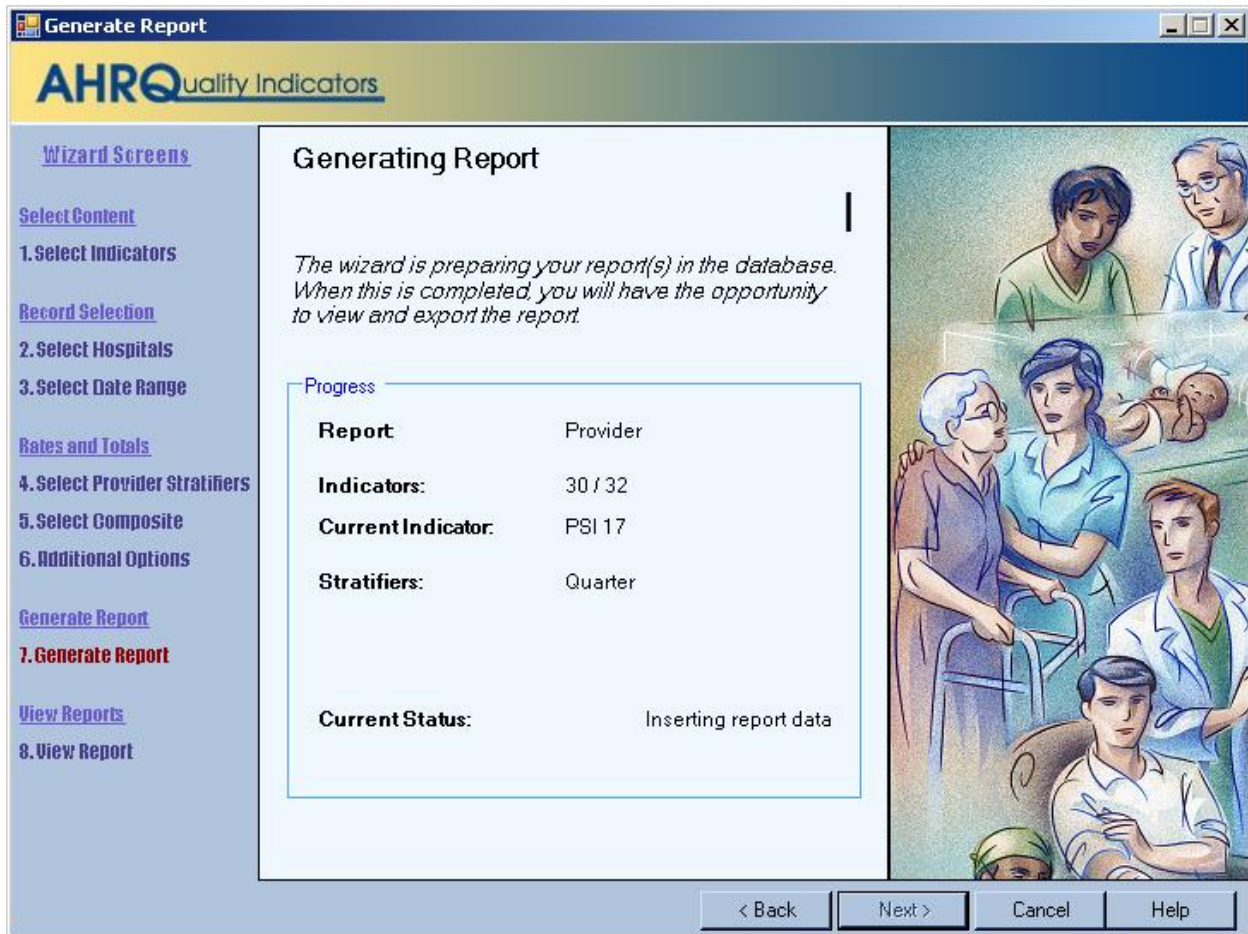 Generate Report
AHRQuality Indicators
Wizard Screens
Select Content
1. Select Indicators
Record Selection
2. Select Hospitals
3. Select Date Range
Rates and Totals
4. Select Provider Stratifiers
5. Select Composite
6. Additional Options
Generate Report
7. Generate Report
View Reports
8. View Report
Generating Report
The wizard is preparing your report(s) in the database.
When this is completed, you will have the opportunity
to view and export the report.
Progress
Report: Provider
Indicators: 30 / 32
Current Indicator: PSI 17
Stratifiers: Quarter
Current Status: Inserting report data
< Back
Next >
Cancel
Help